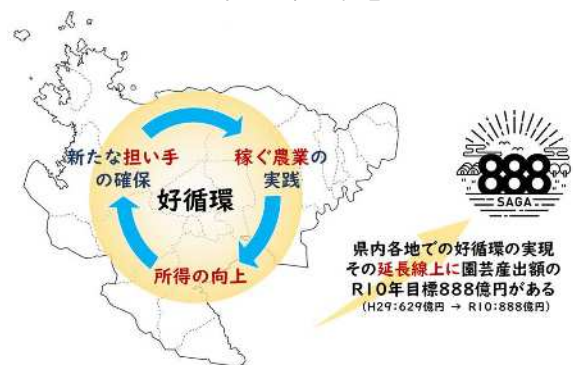 新たな担い手
の確保
稼ぐ農業の
実践
好循環
所得の向上
888
SAGA
県内各地での好循環の実現
その延長線上に園芸産出額の
R10年目標888億円がある
(H29:629億円 → R10:888億円)